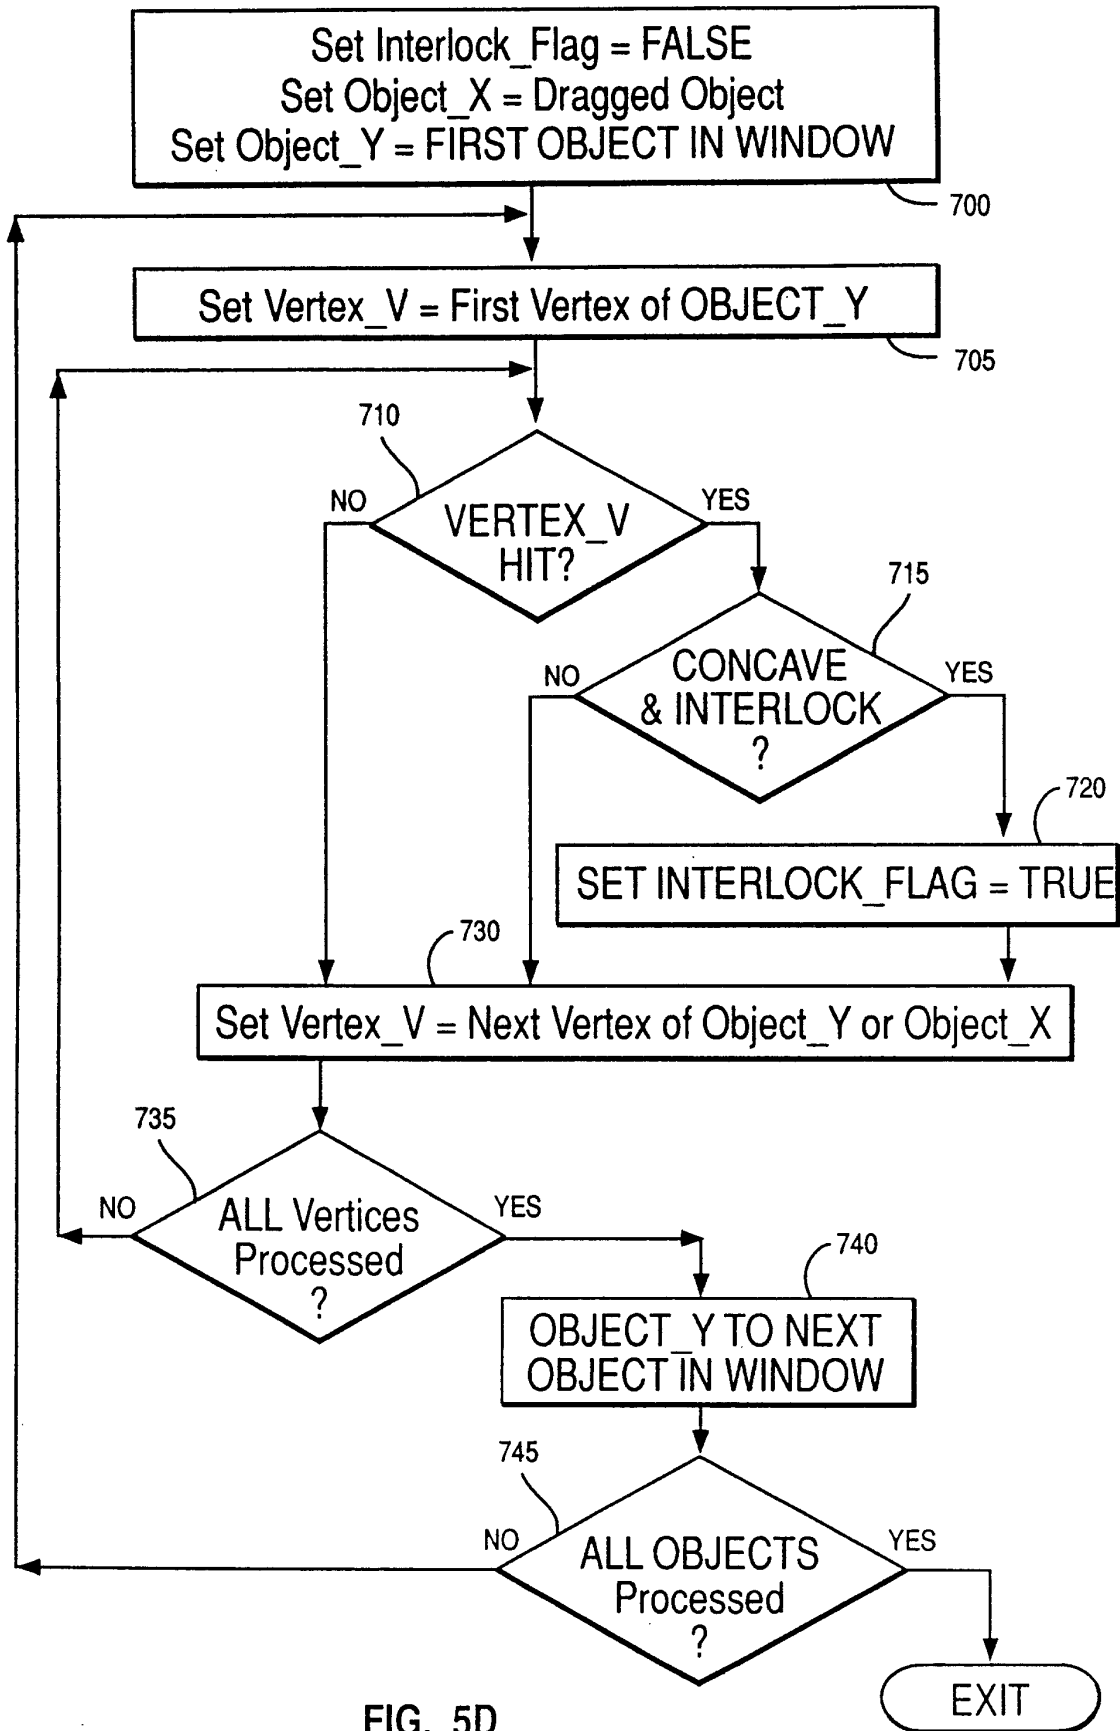 Set Interlock_Flag = FALSE
Set Object_X = Dragged Object
Set Object_Y = FIRST OBJECT IN WINDOW
700
Set Vertex_V = First Vertex of OBJECT_Y
705
710
NO
YES
VERTEX_V
HIT?
715
NO
YES
CONCAVE
& INTERLOCK
?
720
SET INTERLOCK_FLAG = TRUE
730
Set Vertex_V = Next Vertex of Object_Y or Object_X
735
NO
YES
ALL Vertices
Processed
?
740
OBJECT_Y TO NEXT
OBJECT IN WINDOW
745
NO
YES
ALL OBJECTS
Processed
?
EXIT
FIG. 5D